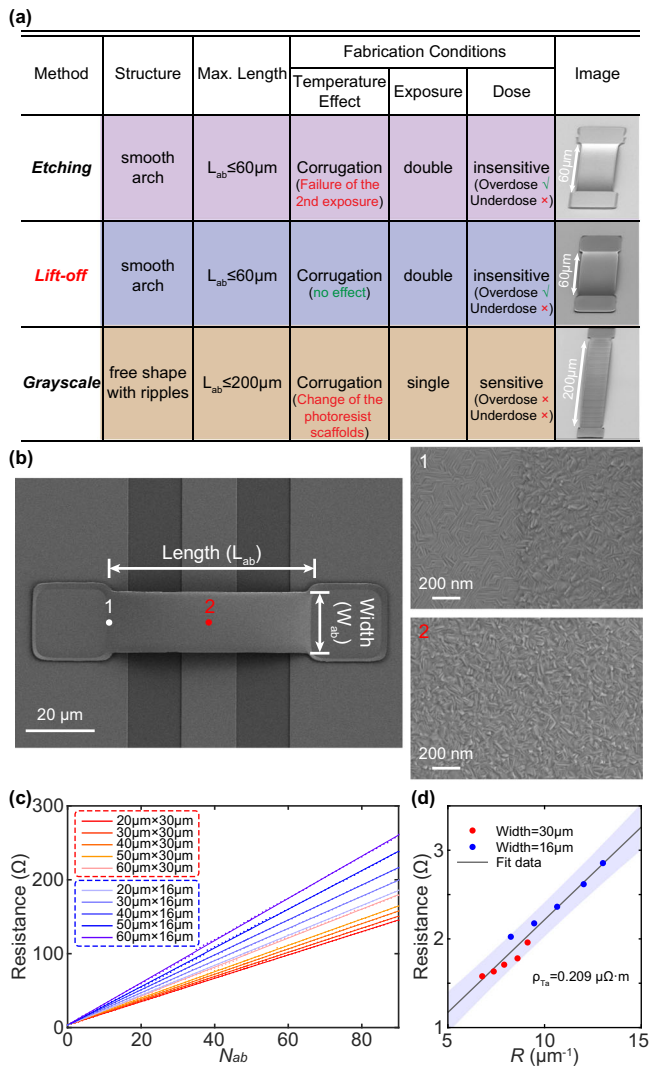 (a)
Method
Structure
Max. Length
Fabrication Conditions
Temperature
Effect
Exposure
Dose
Image
Etching
smooth
arch
Lab≤60μm
Corrugation
(Failure of the
2nd exposure)
double
insensitive
(Overdose √
Underdose ×)
60μm
Lift-off
smooth
arch
Lab≤60μm
Corrugation
(no effect)
double
insensitive
(Overdose √
Underdose ×)
60μm
Grayscale
free shape
with ripples
Lab≤200μm
Corrugation
(Change of the
photoresist
scaffolds)
single
sensitive
(Overdose ×
Underdose ×)
200μm
(b)
Length (Lab)
1
2
Width
(Wab)
20 μm
1
200 nm
2
200 nm
(c)
300
200
100
0
Resistance (Ω)
20μm×30μm
30μm×30μm
40μm×30μm
50μm×30μm
60μm×30μm
20μm×16μm
30μm×16μm
40μm×16μm
50μm×16μm
60μm×16μm
0 20 40 60 80
Nab
(d)
4
3
2
1
Resistance (Ω)
Width=30μm
Width=16μm
Fit data
ρTa=0.209 μΩ·m
5 10 15
R (μm⁻¹)